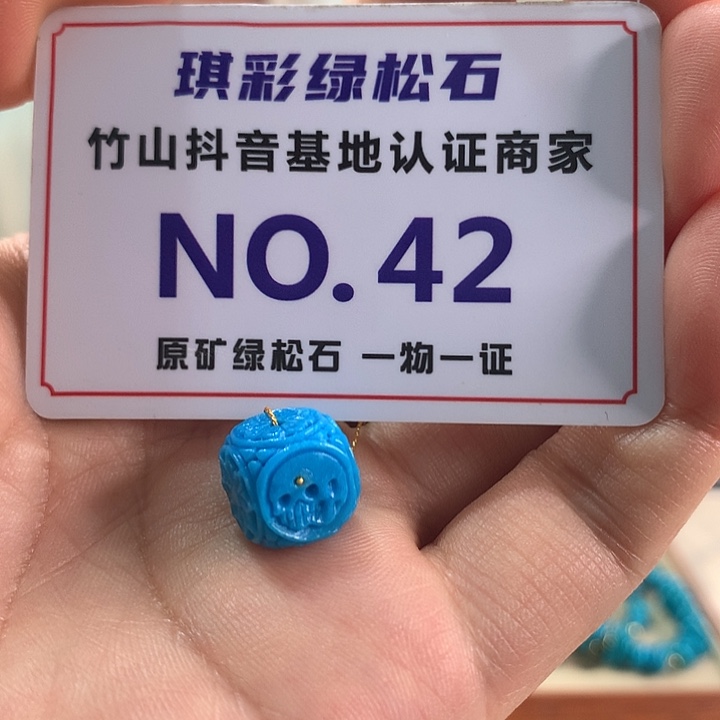 琪彩绿松石
竹山抖音基地认证商家
NO.42
原矿绿松石 一物一证